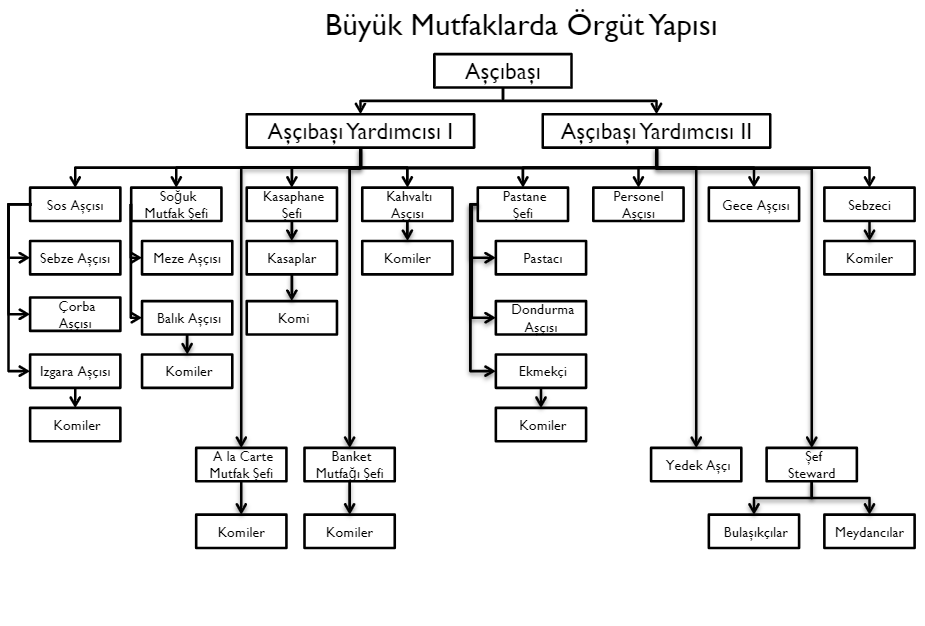 Büyük Mutfaklarda Örgüt Yapısı
Aşçıbaşı
Aşçıbaşı Yardımcısı I
Aşçıbaşı Yardımcısı II
Sos Aşçısı
Soğuk
Mutfak Şefi
Kasaphane
Şefi
Kahvaltı
Aşçısı
Pastane
Şefi
Personel
Aşçısı
Gece Aşçısı
Sebzeci
Sebze Aşçısı
Meze Aşçısı
Kasaplar
Komiler
Pastacı
Komiler
Çorba
Aşçısı
Balık Aşçısı
Komi
Dondurma
Aşçısı
Izgara Aşçısı
Komiler
Ekmekçi
Komiler
Komiler
A la Carte
Mutfak Şefi
Banket
Mutfağı Şefi
Yedek Aşçı
Şef
Steward
Komiler
Komiler
Bulaşıkçılar
Meydancılar